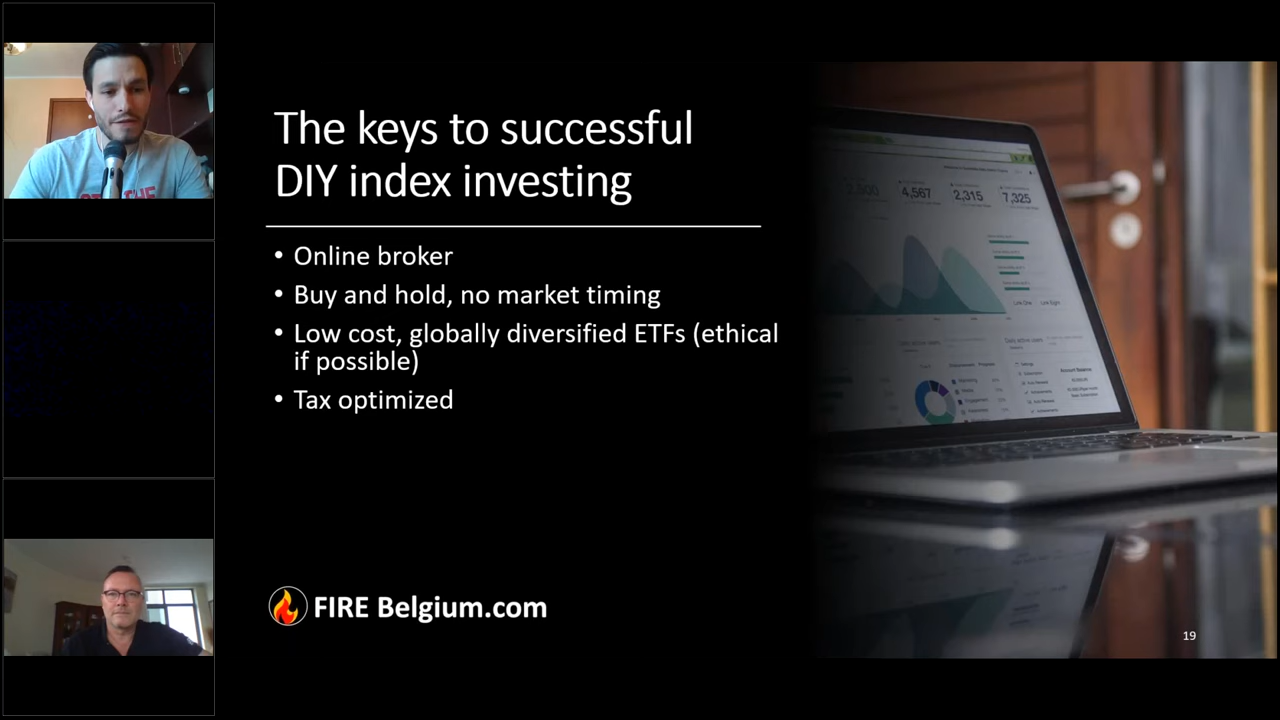 The keys to successful
DIY index investing
• Online broker
• Buy and hold, no market timing
• Low cost, globally diversified ETFs (ethical
if possible)
• Tax optimized
FIRE Belgium.com
19
4,567
2,315
7,325